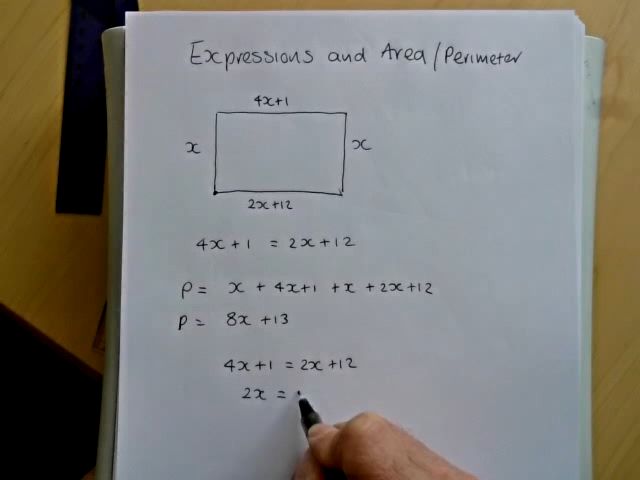 Expressions and Area/Perimeter
4x+1
x x
2x+12
4x+1 = 2x+12
P = x + 4x+1 + x + 2x+12
P = 8x +13
4x+1 = 2x+12
2x =